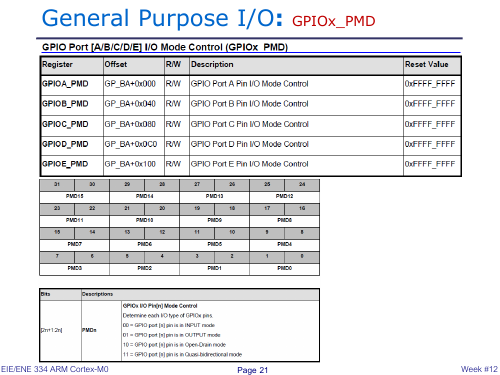 General Purpose I/O: GPIOx_PMD
GPIO Port [A/B/C/D/E] I/O Mode Control (GPIOx_PMD)
Register Offset R/W Description Reset Value
GPIOA_PMD GP_BA+0x000 R/W GPIO Port A Pin I/O Mode Control 0xFFFF_FFFF
GPIOB_PMD GP_BA+0x040 R/W GPIO Port B Pin I/O Mode Control 0xFFFF_FFFF
GPIOC_PMD GP_BA+0x080 R/W GPIO Port C Pin I/O Mode Control 0xFFFF_FFFF
GPIOD_PMD GP_BA+0x0C0 R/W GPIO Port D Pin I/O Mode Control 0xFFFF_FFFF
GPIOE_PMD GP_BA+0x100 R/W GPIO Port E Pin I/O Mode Control 0xFFFF_FFFF
31 30 29 28 27 26 25 24
PMD15 PMD14 PMD13 PMD12
23 22 21 20 19 18 17 16
PMD11 PMD10 PMD9 PMD8
15 14 13 12 11 10 9 8
PMD7 PMD6 PMD5 PMD4
7 6 5 4 3 2 1 0
PMD3 PMD2 PMD1 PMD0
Bits Descriptions
GPIOx I/O Pin[n] Mode Control
Determine each I/O type of GPIOx pins.
[2n+1:2n] PMDn 00 = GPIO port [n] pin is in INPUT mode
01 = GPIO port [n] pin is in OUTPUT mode
10 = GPIO port [n] pin is in Open-Drain mode
11 = GPIO port [n] pin is in Quasi-bidirectional mode
EIE/ENE 334 ARM Cortex-M0 Page 21 Week #12